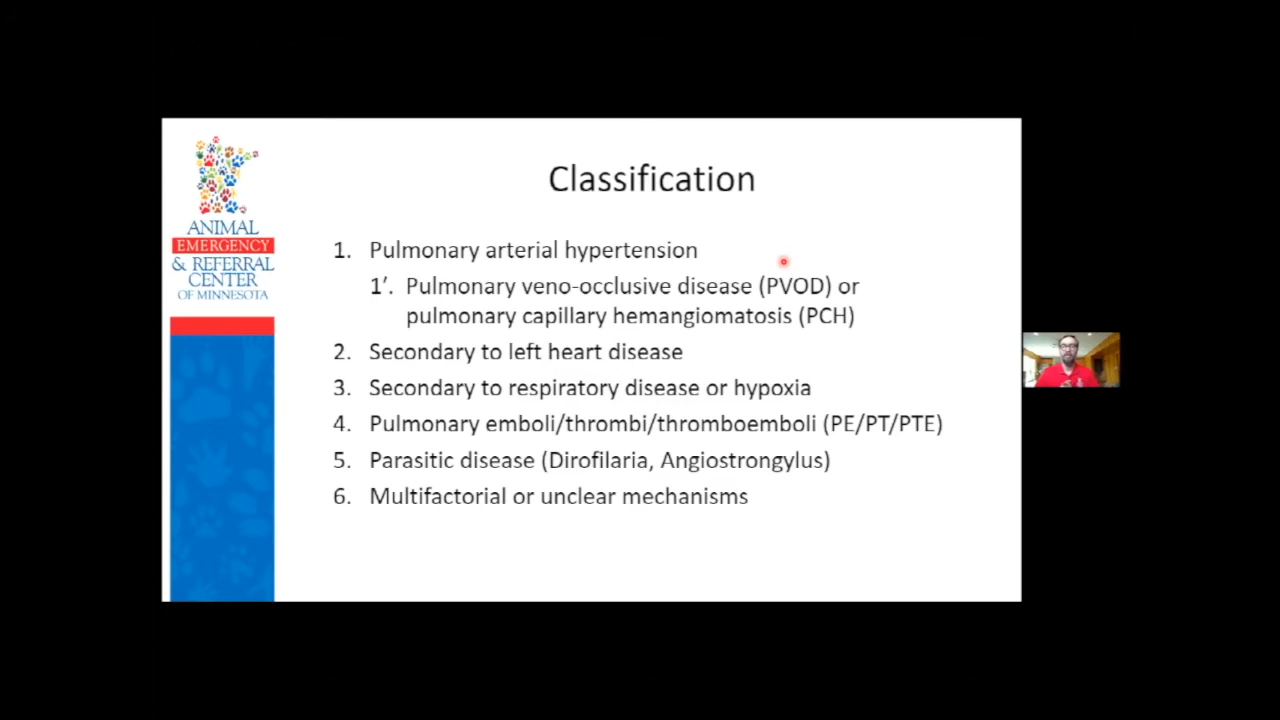 Classification
ANIMAL
EMERGENCY
& REFERRAL
CENTER
OF MINNESOTA
1. Pulmonary arterial hypertension
1′. Pulmonary veno-occlusive disease (PVOD) or
pulmonary capillary hemangiomatosis (PCH)
2. Secondary to left heart disease
3. Secondary to respiratory disease or hypoxia
4. Pulmonary emboli/thrombi/thromboemboli (PE/PT/PTE)
5. Parasitic disease (Dirofilaria, Angiostrongylus)
6. Multifactorial or unclear mechanisms